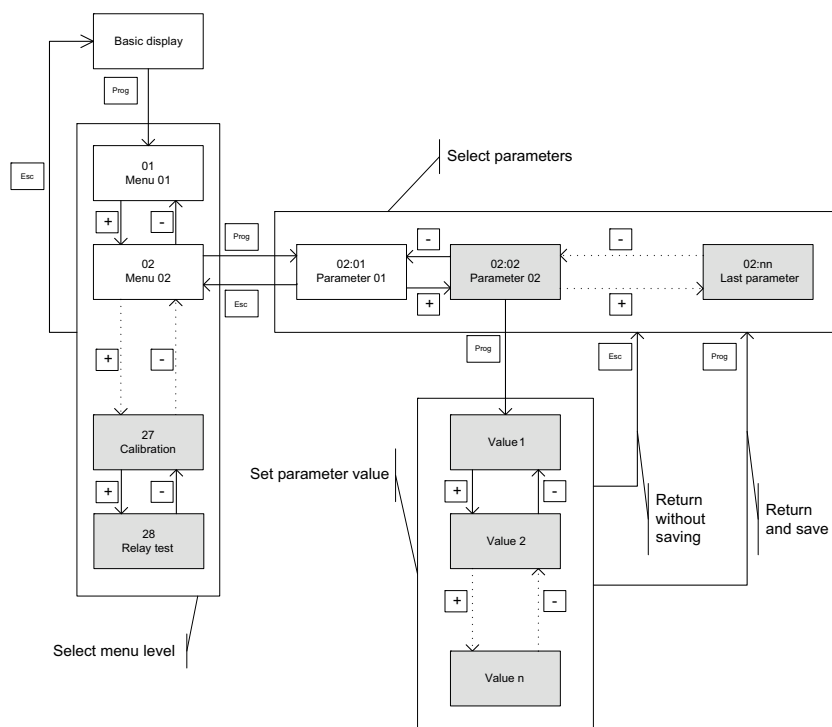 Basic display
Prog
Esc
01
Menu 01
+
-
02
Menu 02
+
-
27
Calibration
+
-
28
Relay test
Select menu level
Select parameters
Prog
Esc
02:01
Parameter 01
-
+
02:02
Parameter 02
-
+
02:nn
Last parameter
Prog
Esc
Prog
Set parameter value
Value 1
+
-
Value 2
+
-
Value n
Return
without
saving
Return
and save